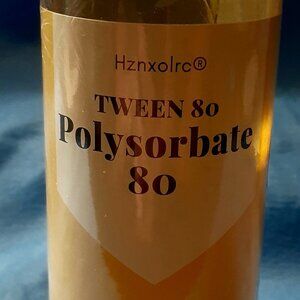 Hznxolrc®
TWEEN 80
Polysorbate
80